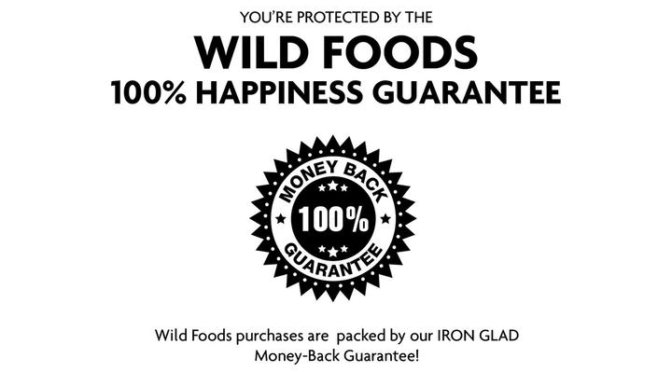 YOU'RE PROTECTED BY THE
WILD FOODS
100% HAPPINESS GUARANTEE
MONEY BACK
100%
GUARANTEE
Wild Foods purchases are packed by our IRON GLAD
Money-Back Guarantee!